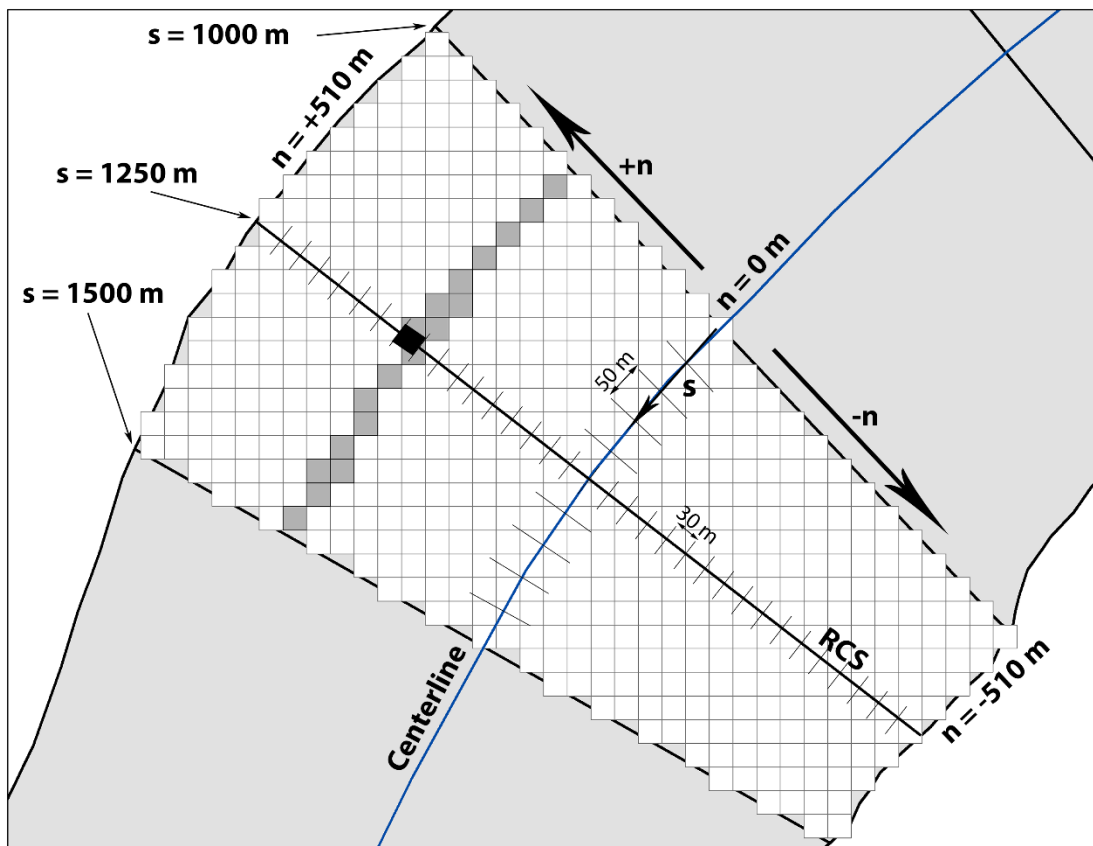 s = 1000 m
n = +510 m
+n
s = 1250 m
n = 0 m
s = 1500 m
50 m
s
-n
30 m
RCS
n = -510 m
Centerline